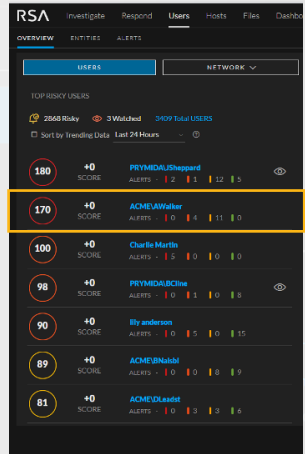 RSA Investigate Respond Users Hosts Files Dashbo
OVERVIEW ENTITIES ALERTS
USERS NETWORK
TOP RISKY USERS
2868 Risky 3 Watched 3409 Total USERS
Sort by Trending Data Last 24 Hours
180 +0 SCORE PRYMIDA\JSheppard
ALERTS - 2 1 12 5
170 +0 SCORE ACME\AWalker
ALERTS - 0 4 11 0
100 +0 SCORE Charlie Martin
ALERTS - 5 0 0 0
98 +0 SCORE PRYMIDA\BCline
ALERTS - 0 1 0 8
90 +0 SCORE Elly anderson
ALERTS - 0 5 0 15
89 +0 SCORE ACME\BNaisbi
ALERTS - 0 0 8 9
81 +0 SCORE ACME\DLeadst
ALERTS - 0 3 3 6